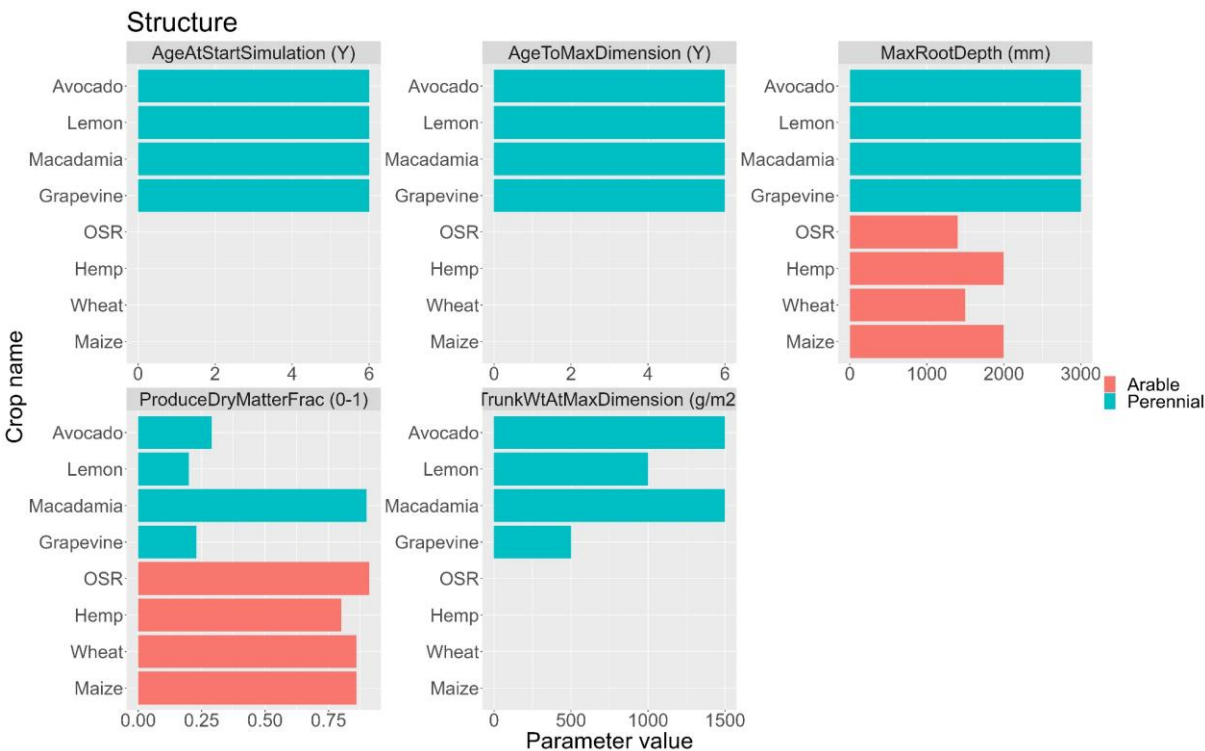 Structure
AgeAtStartSimulation (Y)
Avocado
Lemon
Macadamia
Grapevine
OSR
Hemp
Wheat
Maize
0 2 4 6
AgeToMaxDimension (Y)
Avocado
Lemon
Macadamia
Grapevine
OSR
Hemp
Wheat
Maize
0 2 4 6
MaxRootDepth (mm)
Avocado
Lemon
Macadamia
Grapevine
OSR
Hemp
Wheat
Maize
0 1000 2000 3000
ProduceDryMatterFrac (0-1)
Avocado
Lemon
Macadamia
Grapevine
OSR
Hemp
Wheat
Maize
0.00 0.25 0.50 0.75
TrunkWtAtMaxDimension (g/m2
Avocado
Lemon
Macadamia
Grapevine
OSR
Hemp
Wheat
Maize
0 500 1000 1500
Crop name
Parameter value
Arable
Perennial